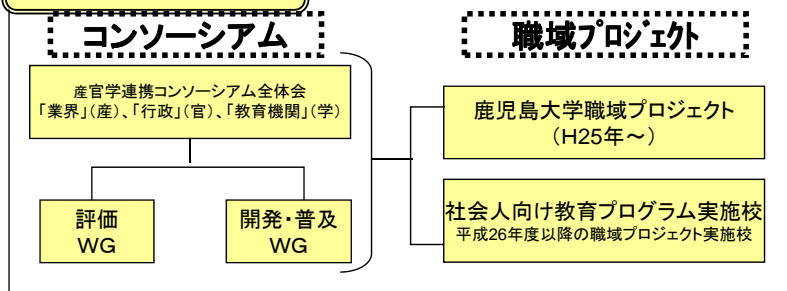 コンソーシアム
産官学連携コンソーシアム全体会
「業界」(産)、「行政」(官)、「教育機関」(学)
評価
WG
開発・普及
WG
職域プロジェクト
鹿児島大学職域プロジェクト
(H25年～)
社会人向け教育プログラム実施校
平成26年度以降の職域プロジェクト実施校